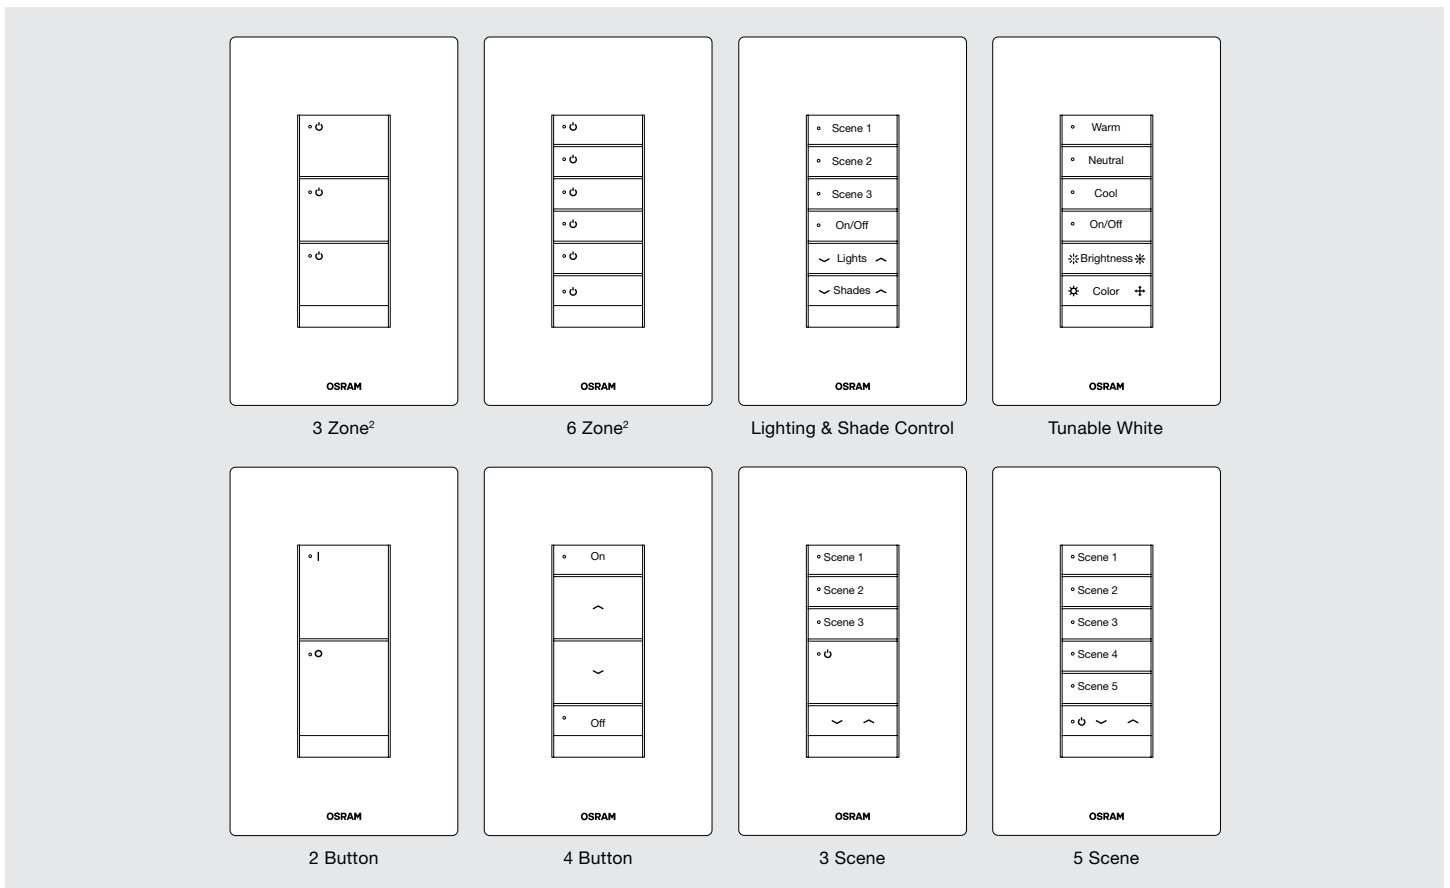 Scene 1
Scene 2
Scene 3
On/Off
Lights
Shades
Warm
Neutral
Cool
On/Off
Brightness
Color
OSRAM
OSRAM
OSRAM
OSRAM
3 Zone²
6 Zone²
Lighting & Shade Control
Tunable White
On
Off
Scene 1
Scene 2
Scene 3
Scene 1
Scene 2
Scene 3
Scene 4
Scene 5
OSRAM
OSRAM
OSRAM
OSRAM
2 Button
4 Button
3 Scene
5 Scene